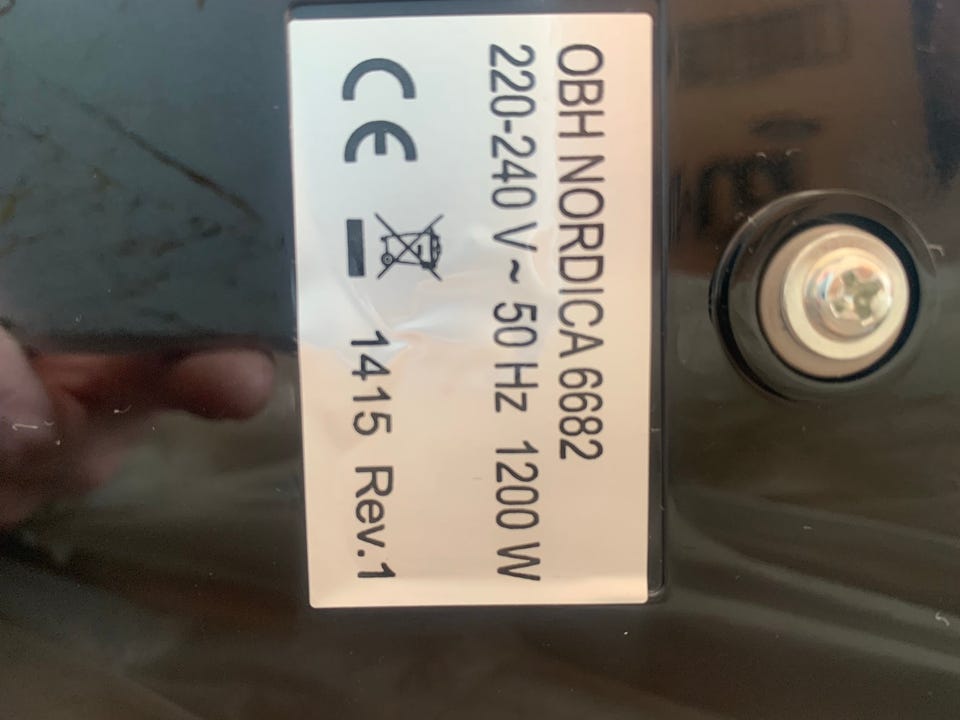 OBH NORDICA 6682
220-240 V ~ 50 Hz 1200 W
CE 1415 Rev.1